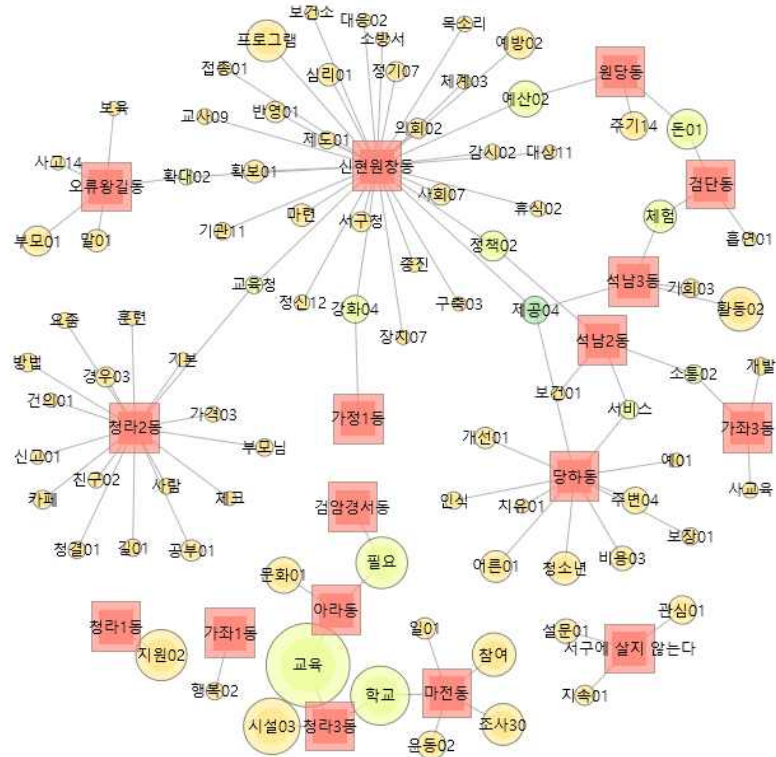 보건소
대응02
목소리
프로그램
소방서
예방02
원당동
접종01
심리01
정기07
체계03
예산02
보육
교사09
반영01
제도01
의회02
주기14
돈01
사고14
신현원창동
감시02
대상11
오류왕길동
확대02
확보01
사회07
검단동
부모01
말01
기관11
마련
서구청
휴식02
체험
흡연01
정책02
교육청
정신12
강화04
증진
구축03
제공04
석남3동
기회03
활동02
요줌
훈련
장치07
석남2동
방법
경우03
기본
소통02
개발
건의01
가격03
보건01
서비스
청라2동
가정1동
가좌3동
신고01
친구02
사람
부모님
개선01
예01
카페
체크
당하동
사교육
검암경서동
인식
치유01
주변04
청결01
길01
공부01
보장01
필요
어른01
청소년
비용03
문화01
아라동
청라1동
가좌1동
일01
설문01
관심01
지원02
교육
참여
서구에 살지 않는다
행복02
학교
마전동
지속01
시설03
청라3동
조사30
운동02